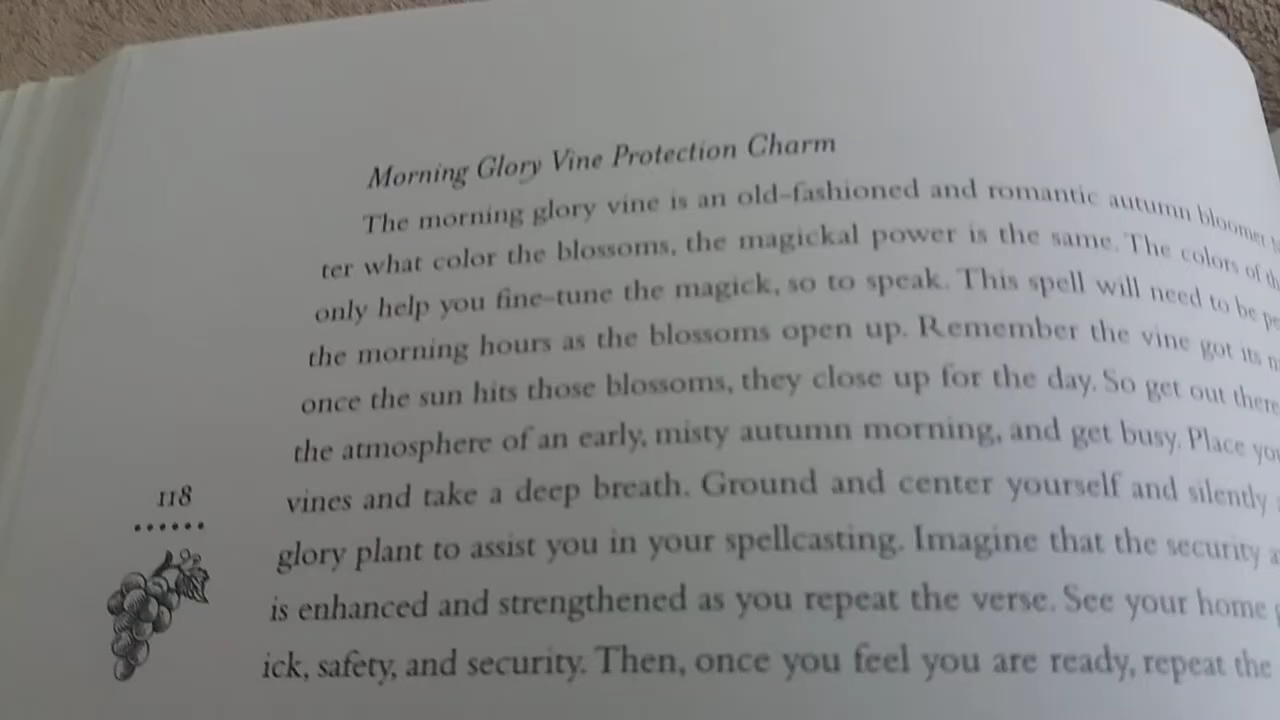 Morning Glory Vine Protection Charm
The morning glory vine is an old-fashioned and romantic autumn bloomer
ter what color the blossoms, the magickal power is the same. The colors of
only help you fine-tune the magick, so to speak. This spell will need to be
the morning hours as the blossoms open up. Remember the vine got its
once the sun hits those blossoms, they close up for the day. So get out there
the atmosphere of an early, misty autumn morning, and get busy. Place
vines and take a deep breath. Ground and center yourself and silently
glory plant to assist you in your spellcasting. Imagine that the security
is enhanced and strengthened as you repeat the verse. See your home
ick, safety, and security. Then, once you feel you are ready, repeat the
118